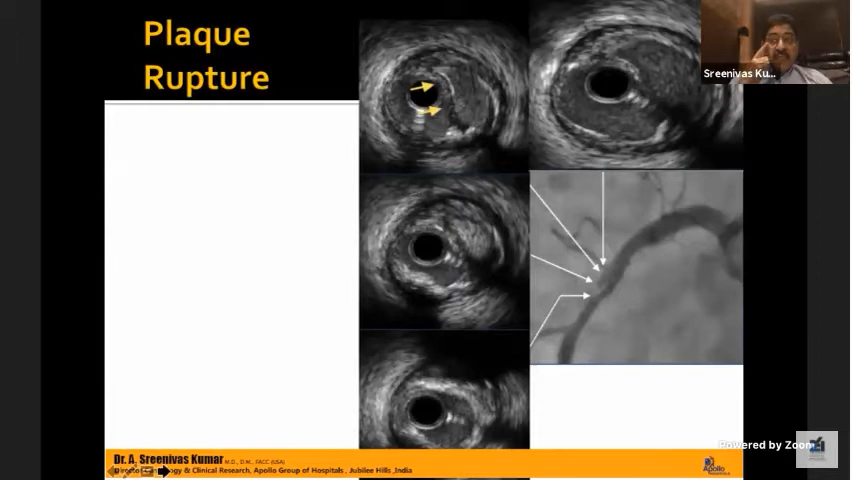 Plaque
Rupture
Sreenivas Ku...
Powered by Zoom
Dr. A. Sreenivas Kumar M.D., D.M., FACC (USA)
& Clinical Research, Apollo Group of Hospitals , Jubilee Hills ,India
Apollo